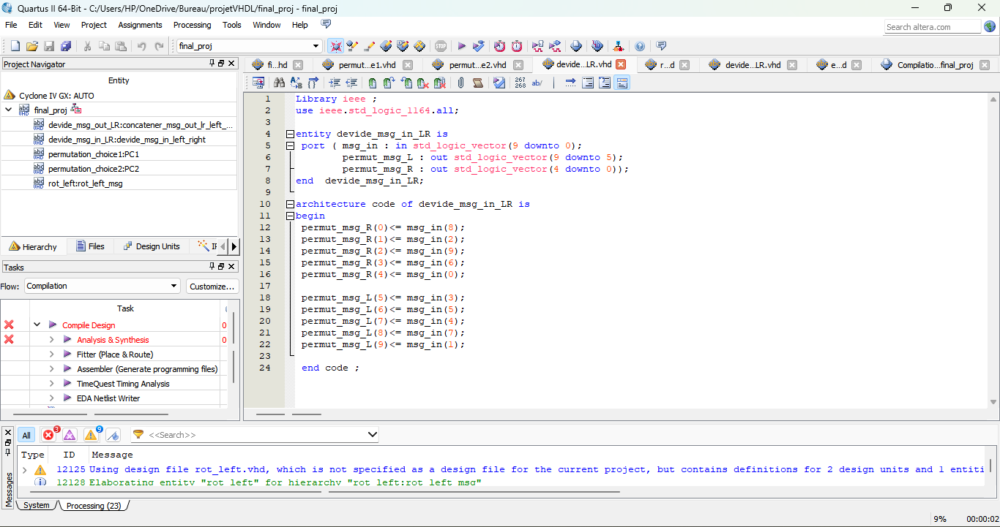 Quartus II 64-Bit - C:/Users/HP/OneDrive/Bureau/projetVHDL/final_proj - final_proj
File Edit View Project Assignments Processing Tools Window Help
Search altera.com
final_proj
Project Navigator
fi...hd permut...e1.vhd permut...e2.vhd devide...LR.vhd r...d devide...LR.vhd e...d Compilatio...final_proj
Entity
Cyclone IV GX: AUTO
final_proj
devide_msg_out_LR:concatener_msg_out_lr_left_...
devide_msg_in_LR:devide_msg_in_left_right
permutation_choice1:PC1
permutation_choice2:PC2
rot_left:rot_left_msg
Hierarchy Files Design Units
Tasks
Flow: Compilation Customize...
Task
Compile Design 0
Analysis & Synthesis 0
Fitter (Place & Route)
Assembler (Generate programming files)
TimeQuest Timing Analysis
EDA Netlist Writer
267
268
ab/
1 Library ieee ;
2 use ieee.std_logic_1164.all;
3
4 entity devide_msg_in_LR is
5 port ( msg_in : in std_logic_vector(9 downto 0);
6 permut_msg_L : out std_logic_vector(9 downto 5);
7 permut_msg_R : out std_logic_vector(4 downto 0));
8 end devide_msg_in_LR;
9
10 architecture code of devide_msg_in_LR is
11 begin
12 permut_msg_R(0)<= msg_in(8);
13 permut_msg_R(1)<= msg_in(2);
14 permut_msg_R(2)<= msg_in(9);
15 permut_msg_R(3)<= msg_in(6);
16 permut_msg_R(4)<= msg_in(0);
17
18 permut_msg_L(5)<= msg_in(3);
19 permut_msg_L(6)<= msg_in(5);
20 permut_msg_L(7)<= msg_in(4);
21 permut_msg_L(8)<= msg_in(7);
22 permut_msg_L(9)<= msg_in(1);
23
24 end code ;
All 3 9 <<Search>>
Type ID Message
12125 Using design file rot_left.vhd, which is not specified as a design file for the current project, but contains definitions for 2 design units and 1 entiti
12128 Elaborating entity "rot_left" for hierarchy "rot_left:rot_left_msg"
Messages
System Processing (23)
9% 00:00:02